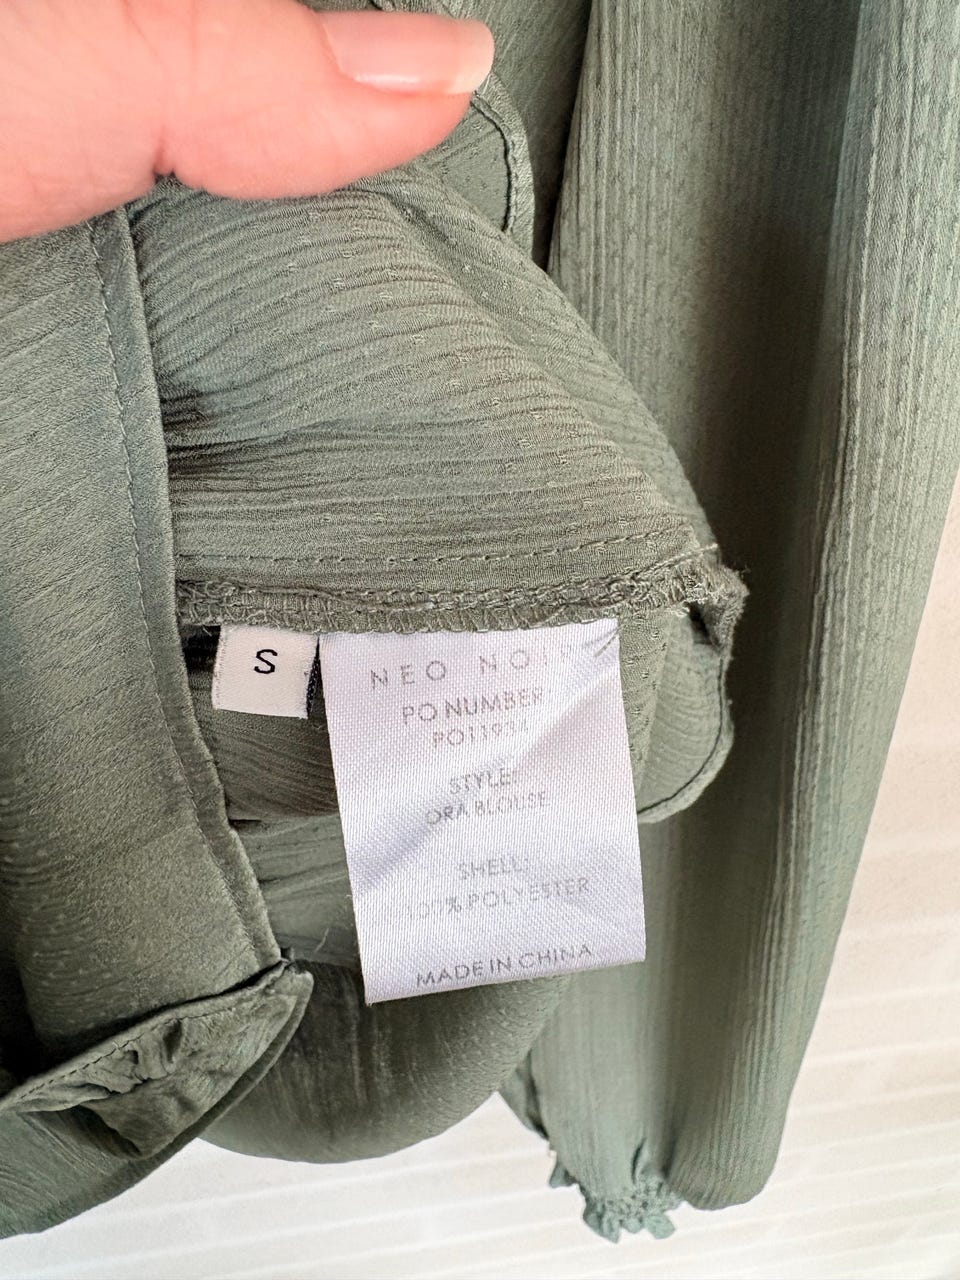 S
NEO NOIR
PO NUMBER:
PO11934
STYLE:
ORA BLOUSE
SHELL:
100% POLYESTER
MADE IN CHINA